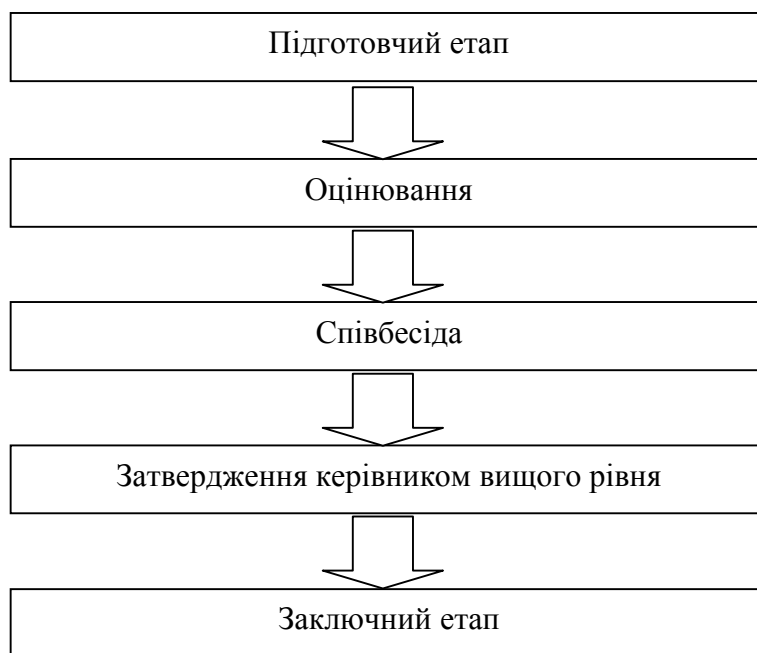 Підготовчий етап
Оцінювання
Співбесіда
Затвердження керівником вищого рівня
Заключний етап